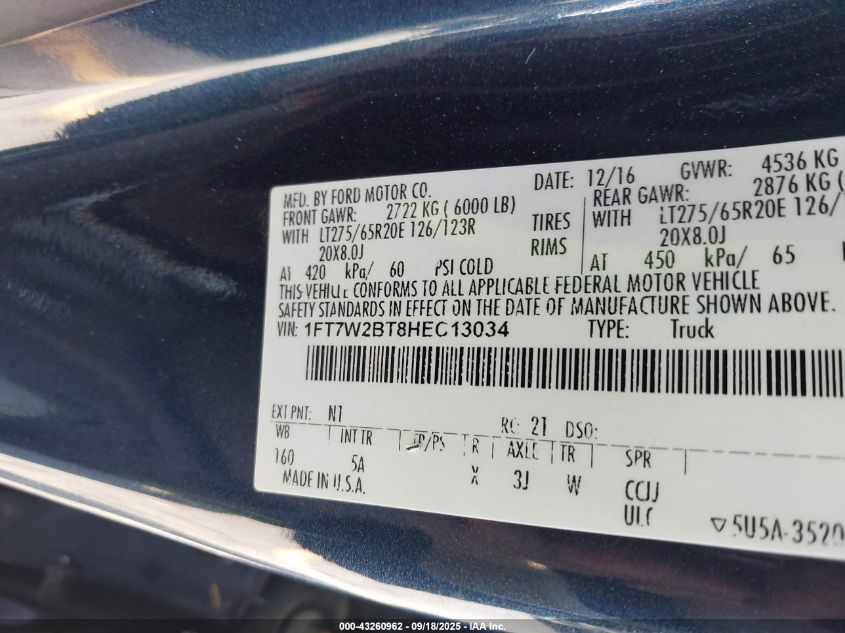 MFD. BY FORD MOTOR CO. DATE: 12/16 GVWR: 4536 KG
FRONT GAWR: 2722 KG ( 6000 LB) REAR GAWR: 2876 KG (
WITH LT275/65R20E 126/123R TIRES WITH LT275/65R20E 126/
20X8.0J RIMS 20X8.0J
AT 420 kPa/ 60 PSI COLD AT 450 kPa/ 65
THIS VEHICLE CONFORMS TO ALL APPLICABLE FEDERAL MOTOR VEHICLE
SAFETY STANDARDS IN EFFECT ON THE DATE OF MANUFACTURE SHOWN ABOVE.
VIN: 1FT7W2BT8HEC13034 TYPE: Truck
EXT PNT: N1 RC: 21 DSO:
WB INT TR TP/PS R AXLE TR SPR
160 5A X 3J W CCJJ
MADE IN U.S.A.
▽5U5A-3520
000-43260962 - 09/18/2025 - IAA, Inc.